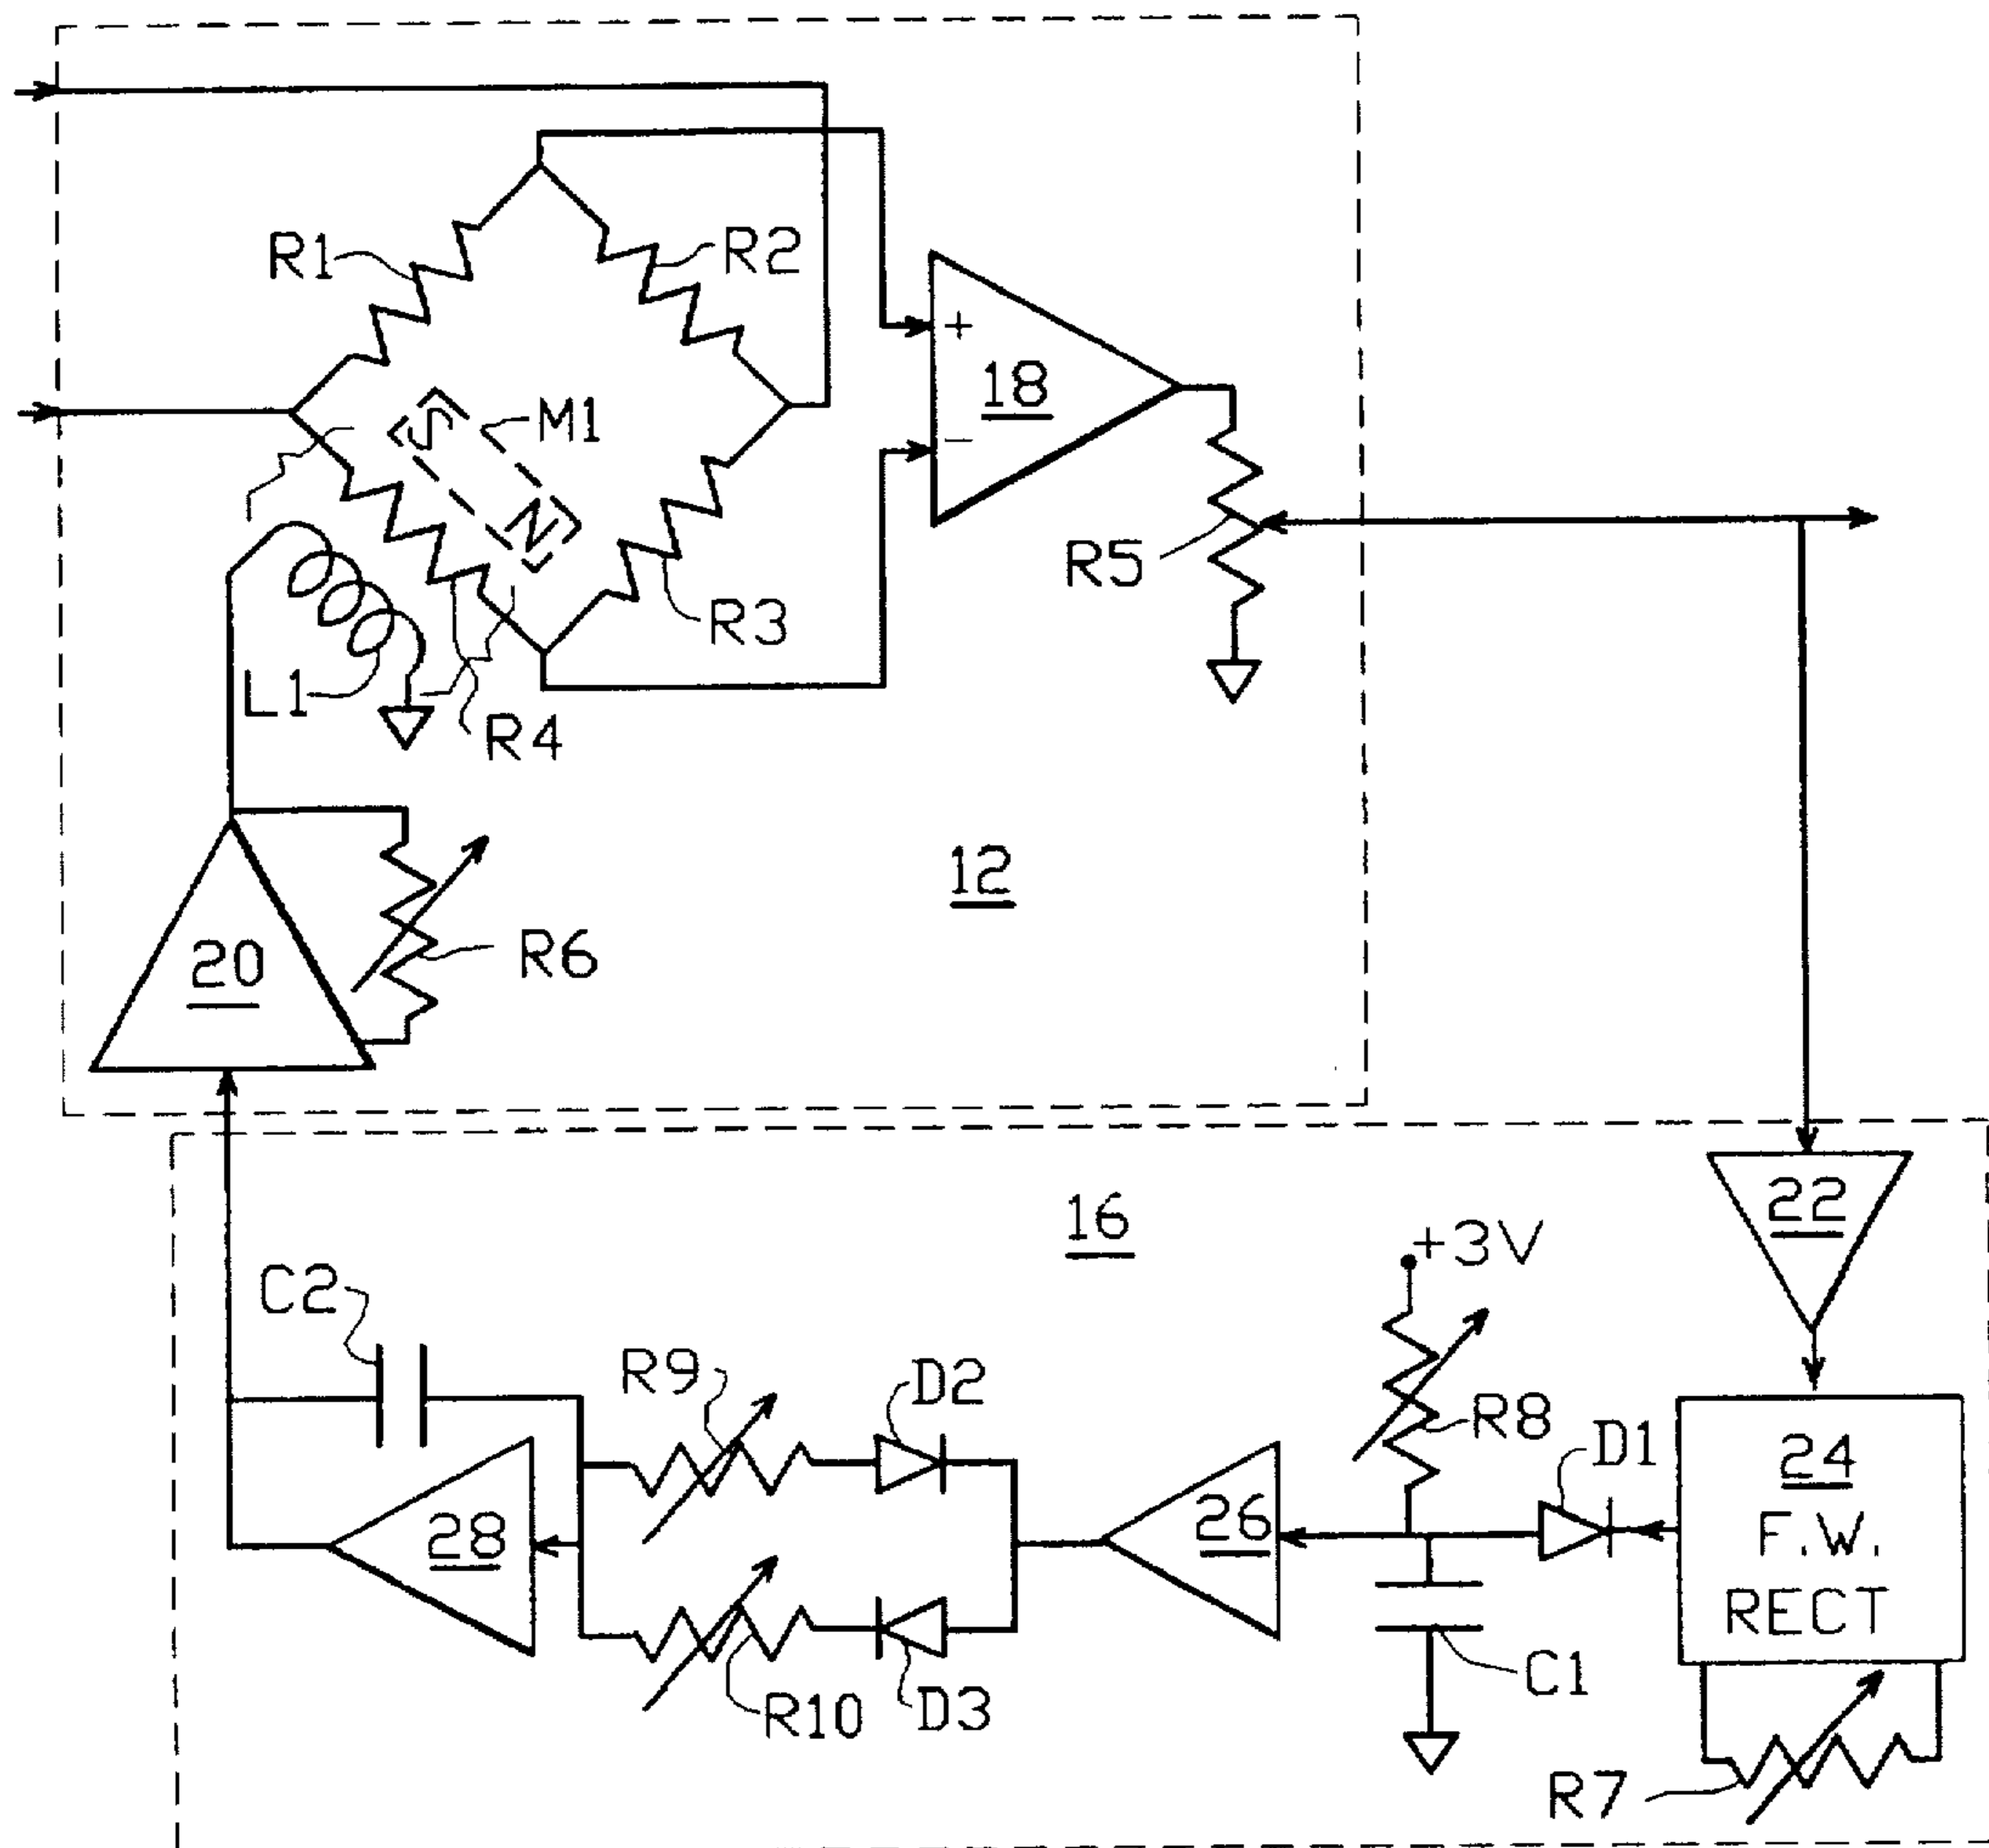 R1
R2
+
18
S
M1
−
N
R5
R3
L1
R4
12
20
R6
16
22
+3V
C2
R9
D2
R8
D1
24
F.W.
RECT
28
26
R10
D3
C1
R7